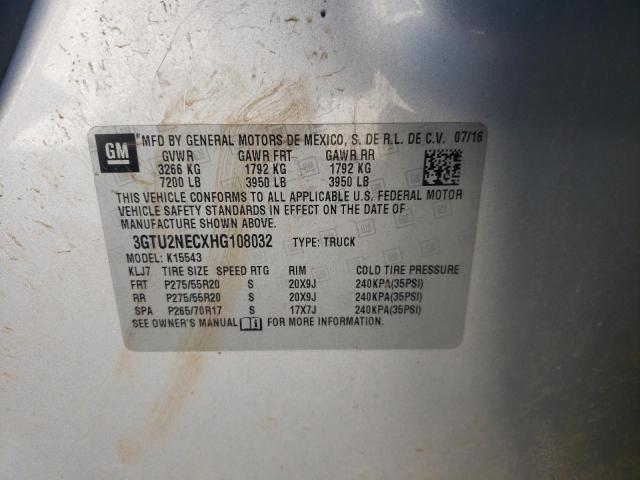 GM
MFD BY GENERAL MOTORS DE MEXICO, S. DE R.L. DE C.V. 07/16
GVWR GAWR FRT GAWR RR
3266 KG 1792 KG 1792 KG
7200 LB 3950 LB 3950 LB
THIS VEHICLE CONFORMS TO ALL APPLICABLE U.S. FEDERAL MOTOR
VEHICLE SAFETY STANDARDS IN EFFECT ON THE DATE OF
MANUFACTURE SHOWN ABOVE.
3GTU2NECXHG108032 TYPE: TRUCK
MODEL: K15543
KLJ7 TIRE SIZE SPEED RTG RIM COLD TIRE PRESSURE
FRT P275/55R20 S 20X9J 240KPA(35PSI)
RR P275/55R20 S 20X9J 240KPA(35PSI)
SPA P265/70R17 S 17X7J 240KPA(35PSI)
SEE OWNER'S MANUAL FOR MORE INFORMATION.